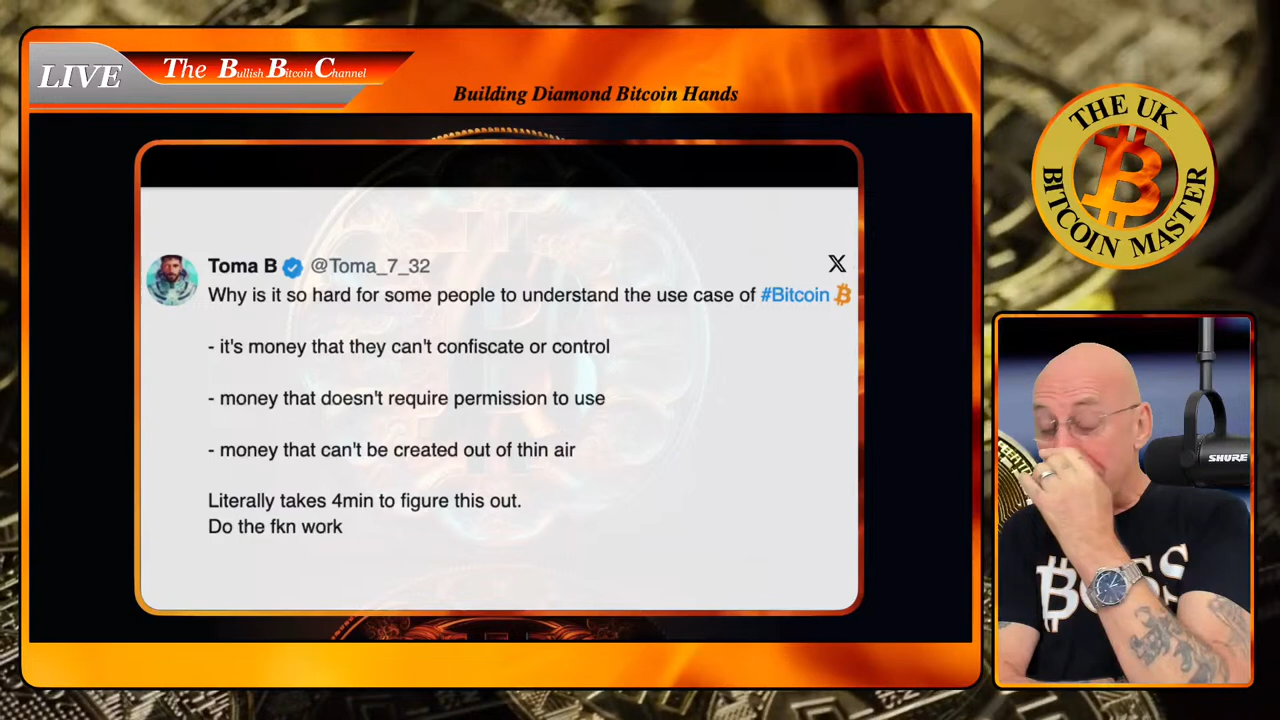 LIVE
The Bullish Bitcoin Channel
Building Diamond Bitcoin Hands
THE UK
BITCOIN MASTER
Toma B @Toma_7_32
Why is it so hard for some people to understand the use case of #Bitcoin
- it's money that they can't confiscate or control
- money that doesn't require permission to use
- money that can't be created out of thin air
Literally takes 4min to figure this out.
Do the fkn work
SHURE